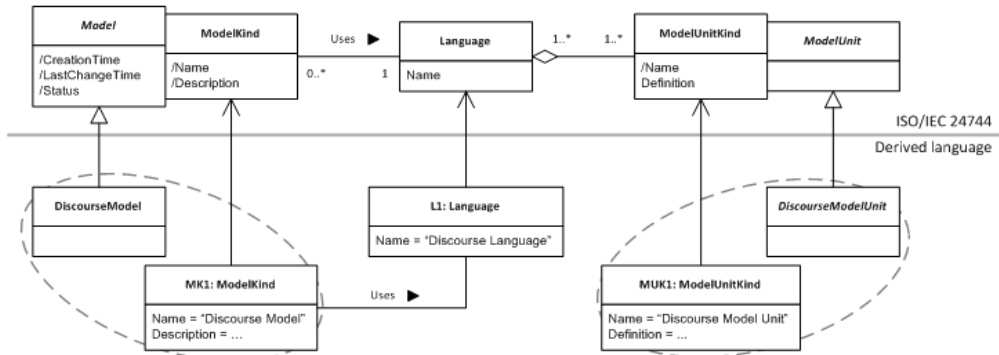 Model
/CreationTime
/LastChangeTime
/Status
ModelKind
/Name
/Description
Uses ►
0..*
1
Language
Name
1..*
1..*
ModelUnitKind
/Name
Definition
ModelUnit
ISO/IEC 24744
Derived language
DiscourseModel
L1: Language
Name = “Discourse Language”
DiscourseModelUnit
MK1: ModelKind
Name = “Discourse Model”
Description = ...
Uses ►
MUK1: ModelUnitKind
Name = “Discourse Model Unit”
Definition = ...